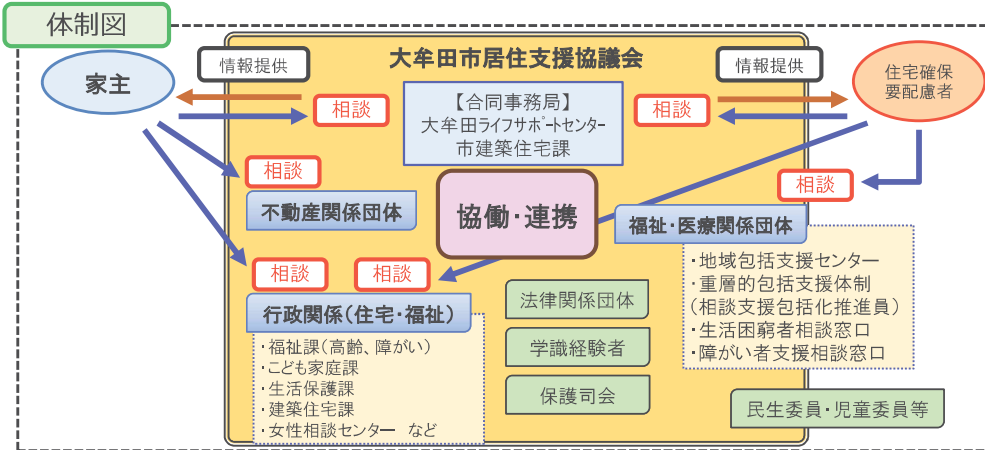 体制図
家主
情報提供
大牟田市居住支援協議会
情報提供
住宅確保
要配慮者
相談
【合同事務局】
大牟田ライフサポートセンター
市建築住宅課
相談
相談
相談
不動産関係団体
協働・連携
福祉・医療関係団体
・地域包括支援センター
・重層的包括支援体制
(相談支援包括化推進員)
・生活困窮者相談窓口
・障がい者支援相談窓口
相談
相談
行政関係(住宅・福祉)
・福祉課(高齢、障がい)
・こども家庭課
・生活保護課
・建築住宅課
・女性相談センター など
法律関係団体
学識経験者
保護司会
民生委員・児童委員等